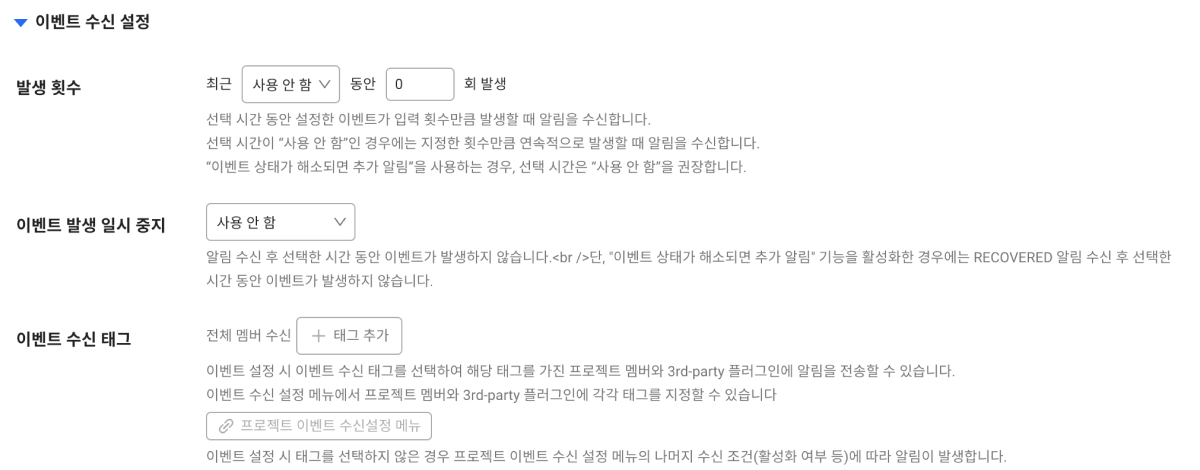 이벤트 수신 설정
발생 횟수
최근 사용 안 함 동안 0 회 발생
선택 시간 동안 설정한 이벤트가 입력 횟수만큼 발생할 때 알림을 수신합니다.
선택 시간이 “사용 안 함”인 경우에는 지정한 횟수만큼 연속적으로 발생할 때 알림을 수신합니다.
“이벤트 상태가 해소되면 추가 알림”을 사용하는 경우, 선택 시간은 “사용 안 함”을 권장합니다.
이벤트 발생 일시 중지
사용 안 함
알림 수신 후 선택한 시간 동안 이벤트가 발생하지 않습니다.<br />단, "이벤트 상태가 해소되면 추가 알림" 기능을 활성화한 경우에는 RECOVERED 알림 수신 후 선택한
시간 동안 이벤트가 발생하지 않습니다.
이벤트 수신 태그
전체 멤버 수신 태그 추가
이벤트 설정 시 이벤트 수신 태그를 선택하여 해당 태그를 가진 프로젝트 멤버와 3rd-party 플러그인에 알림을 전송할 수 있습니다.
이벤트 수신 설정 메뉴에서 프로젝트 멤버와 3rd-party 플러그인에 각각 태그를 지정할 수 있습니다
프로젝트 이벤트 수신설정 메뉴
이벤트 설정 시 태그를 선택하지 않은 경우 프로젝트 이벤트 수신 설정 메뉴의 나머지 수신 조건(활성화 여부 등)에 따라 알림이 발생합니다.